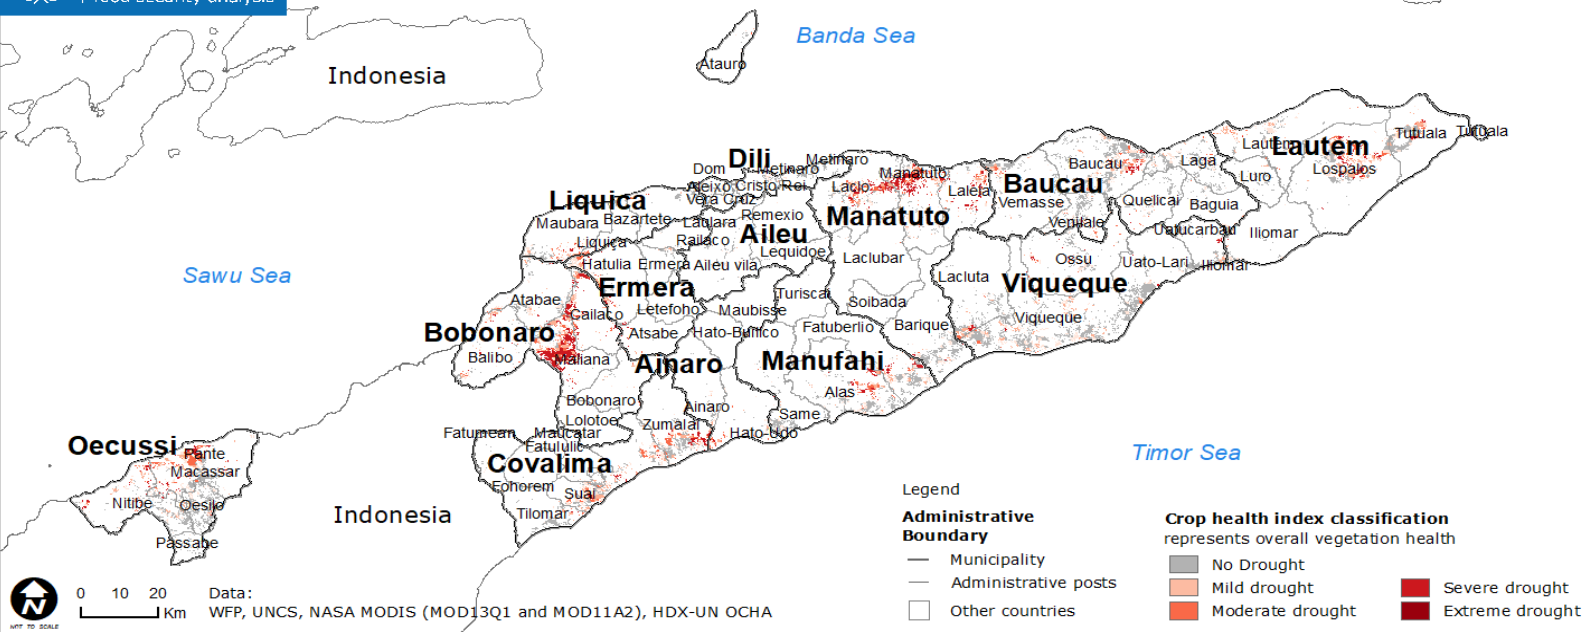 Food Security analysis
Banda Sea
Atauro
Indonesia
Tutuala
Tutuala
Lautem
Lautem
Lospalos
Luro
Iliomar
Iliomar
Dili
Metinaro
Dom
Metinaro
Cristo Rei
Vera Cruz
Baucau
Laga
Baucau
Vemasse
Quelicai
Baguia
Venilale
Uatucarbau
Manatuto
Laclo
Laleia
Manatuto
Laclubar
Soibada
Barique
Liquica
Maubara
Bazartete
Liquica
Laulara
Remexio
Railaco
Aileu
Lequidoe
Aileu vila
Hatulia
Ermera
Ermera
Letefoho
Atsabe
Sawu Sea
Atabae
Cailaco
Bobonaro
Balibo
Maliana
Bobonaro
Lolotoe
Ossu
Uato-Lari
Lacluta
Viqueque
Viqueque
Turiscai
Maubisse
Hato-Builico
Fatuberlio
Ainaro
Manufahi
Alas
Same
Ainaro
Hato-Udo
Zumalai
Fatumean
Maucatar
Fatululic
Covalima
Fohorem
Suai
Tilomar
Oecussi
Pante
Macassar
Nitibe
Oesilo
Passabe
Indonesia
Timor Sea
Legend
Administrative
Boundary
Municipality
Administrative posts
Other countries
Crop health index classification
represents overall vegetation health
No Drought
Mild drought
Moderate drought
Severe drought
Extreme drought
N
NOT TO SCALE
0 10 20
Km
Data:
WFP, UNCS, NASA MODIS (MOD13Q1 and MOD11A2), HDX-UN OCHA